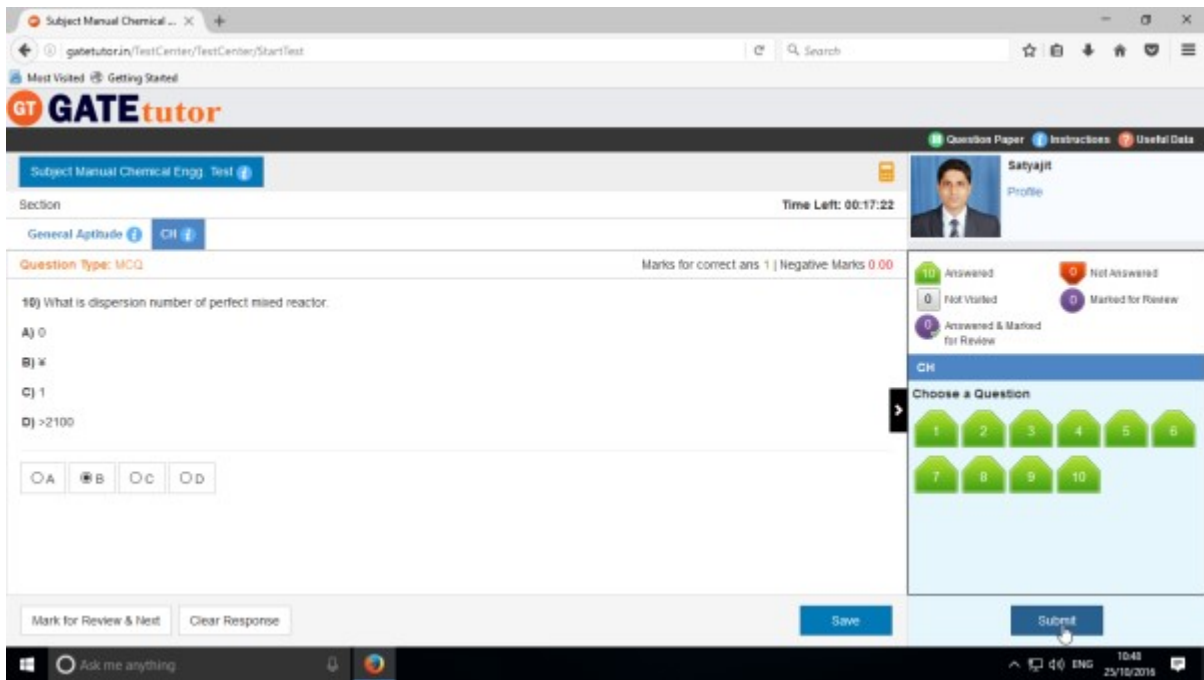 Subject Manual Chemical ...
gatetutor.in/TestCenter/TestCenter/StartTest
Search
Most Visited Getting Started
GT GATEtutor
Question Paper Instructions Useful Data
Subject Manual Chemical Engg. Test
Satyajit
Profile
Section Time Left: 00:17:22
General Aptitude CH
Question Type: MCQ Marks for correct ans 1 | Negative Marks 0.00
10) What is dispersion number of perfect mixed reactor.
A) 0
B) ¥
C) 1
D) >2100
A B C D
10 Answered 0 Not Answered
0 Not Visited 0 Marked for Review
0 Answered & Marked
for Review
CH
Choose a Question
1 2 3 4 5 6
7 8 9 10
Mark for Review & Next Clear Response Save Submit
Ask me anything
ENG
10:40
25/10/2016